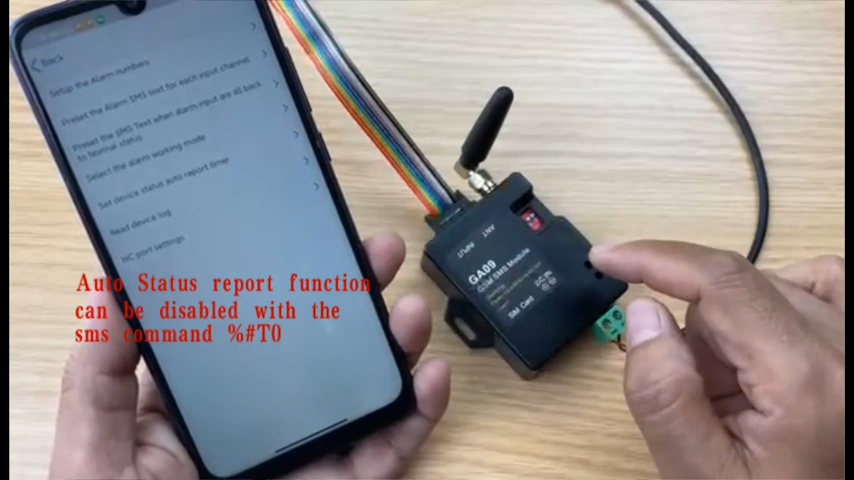 Back
Setup the Alarm numbers
Preset the Alarm SMS text for each input channel
Preset the SMS Text when alarm input are all back
to Normal status
Select the alarm working mode
Set device status auto report timer
Read device log
NC port settings
Auto Status report function
can be disabled with the
sms command %#T0
INPUT
ANT
GA09
GSM SMS Module
DC IN
SIM Card